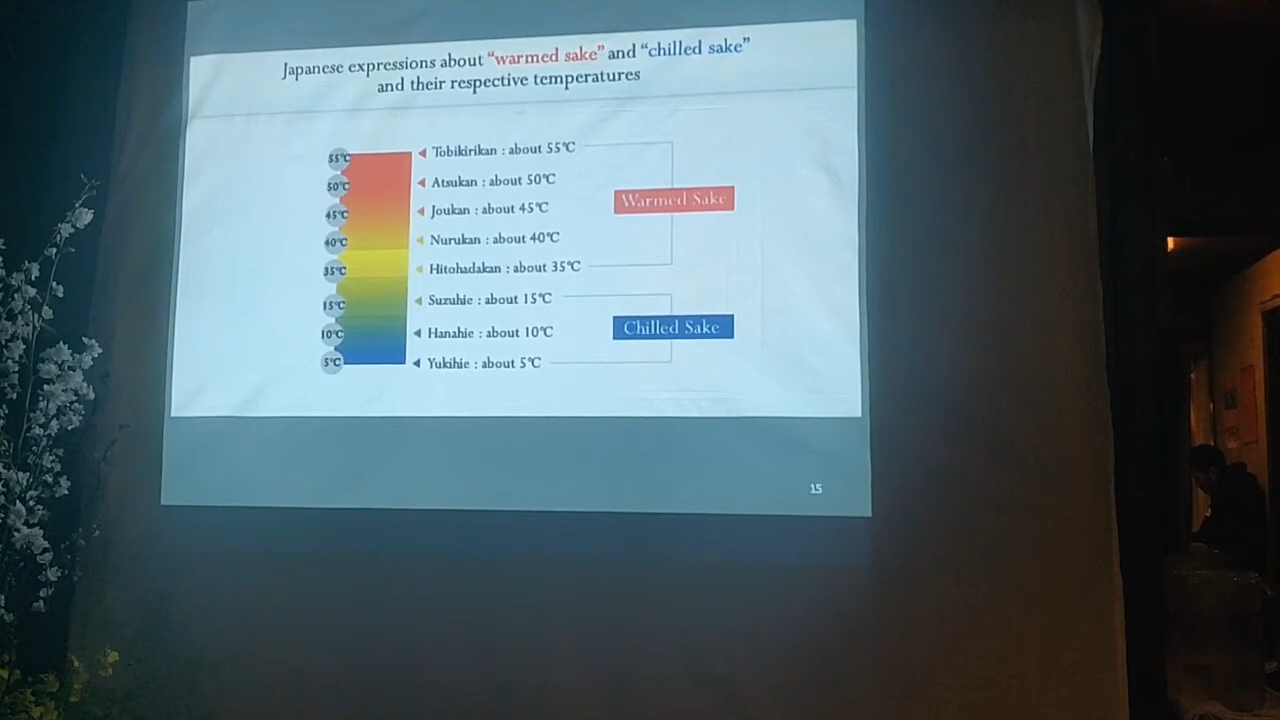 Japanese expressions about “warmed sake” and “chilled sake”
and their respective temperatures
55℃
Tobikirikan : about 55℃
50℃
Atsukan : about 50℃
45℃
Joukan : about 45℃
40℃
Nurukan : about 40℃
35℃
Hitohadakan : about 35℃
Warmed Sake
15℃
Suzuhie : about 15℃
10℃
Hanahie : about 10℃
5℃
Yukihie : about 5℃
Chilled Sake
15